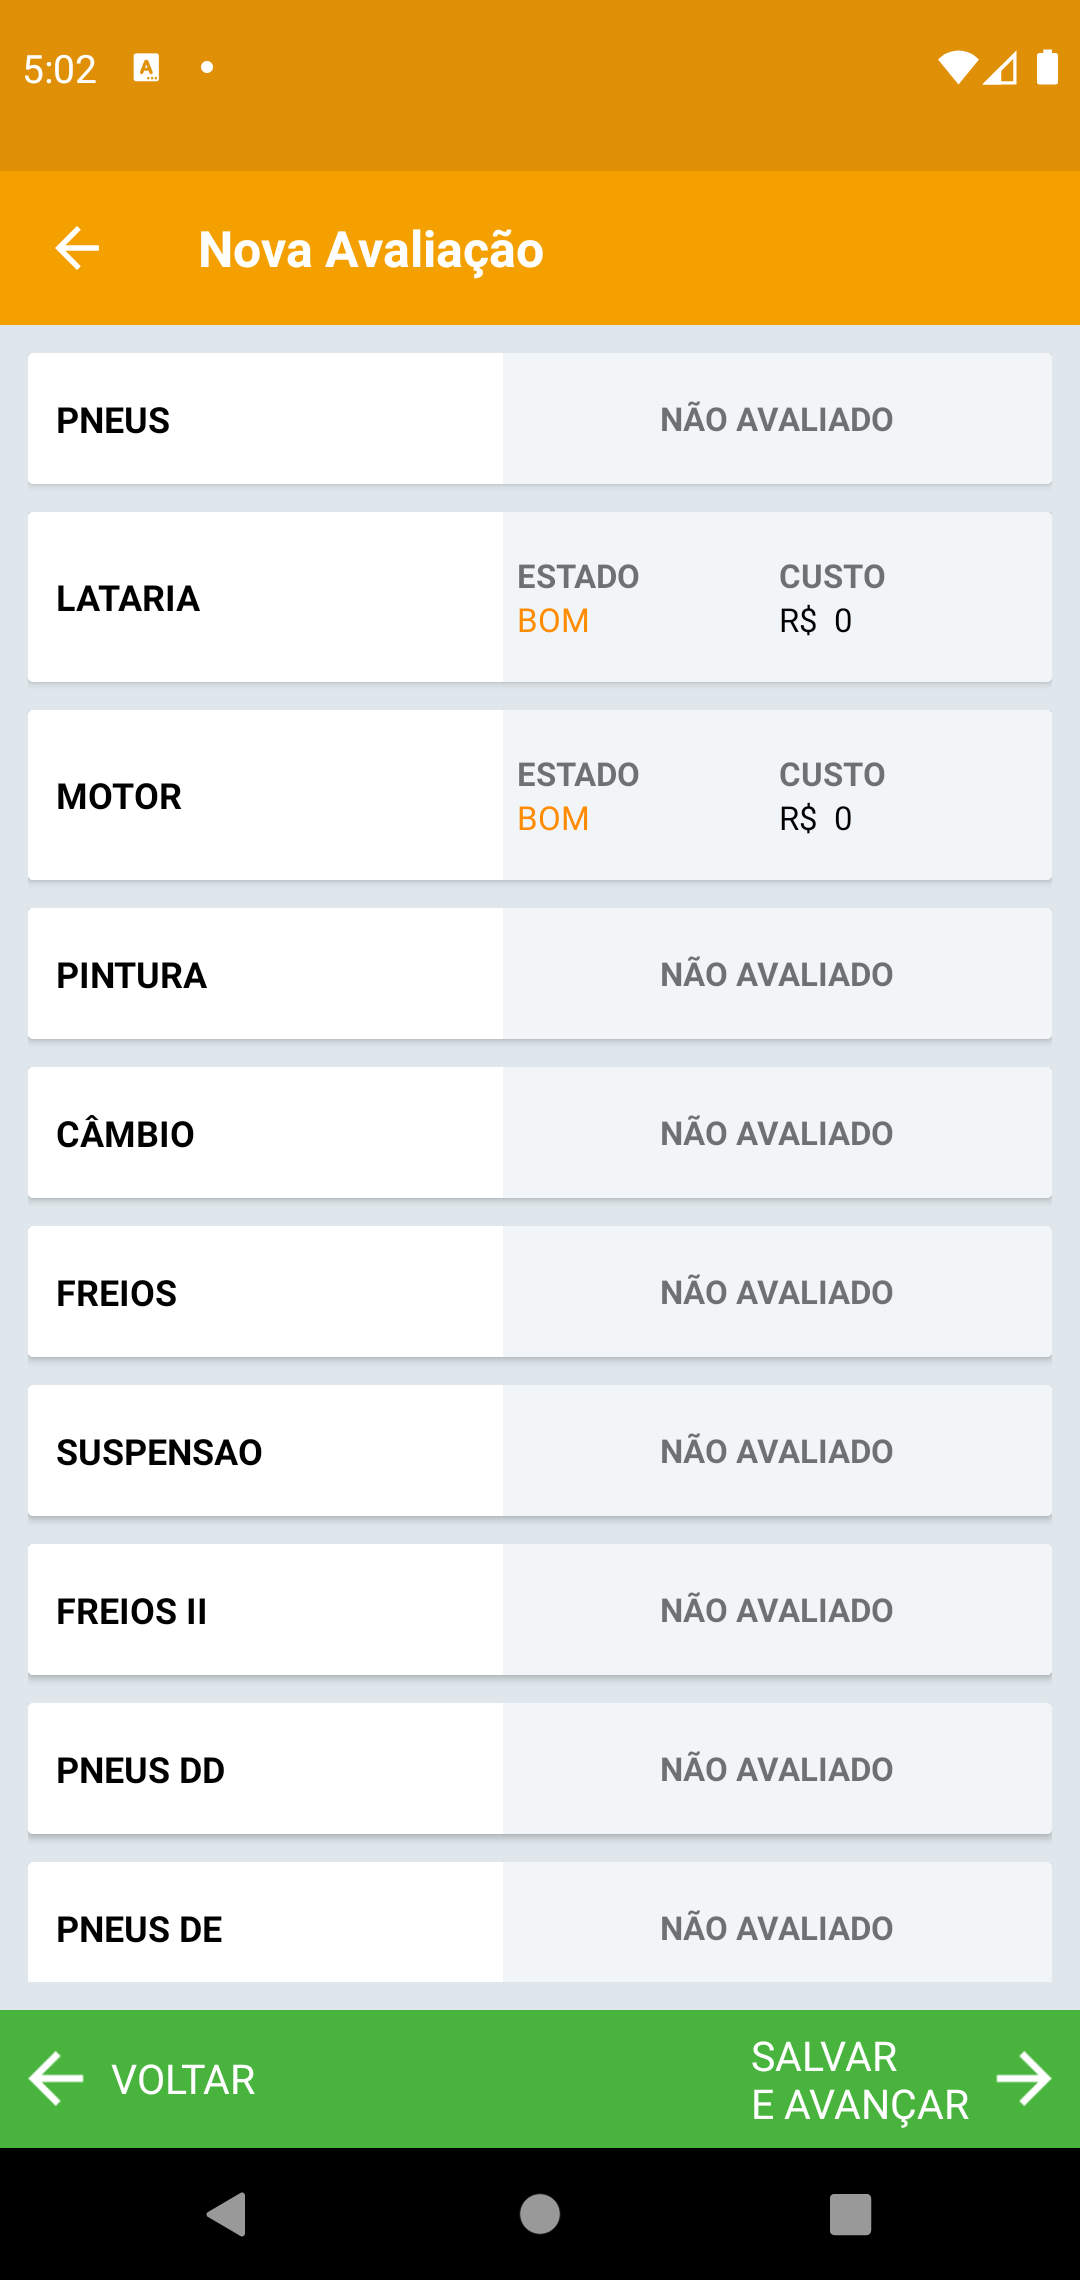 5:02
Nova Avaliação
PNEUS NÃO AVALIADO
ESTADO CUSTO
LATARIA
BOM R$ 0
ESTADO CUSTO
MOTOR
BOM R$ 0
PINTURA NÃO AVALIADO
CÂMBIO NÃO AVALIADO
FREIOS NÃO AVALIADO
SUSPENSAO NÃO AVALIADO
FREIOS II NÃO AVALIADO
PNEUS DD NÃO AVALIADO
PNEUS DE NÃO AVALIADO
VOLTAR
SALVAR
E AVANÇAR